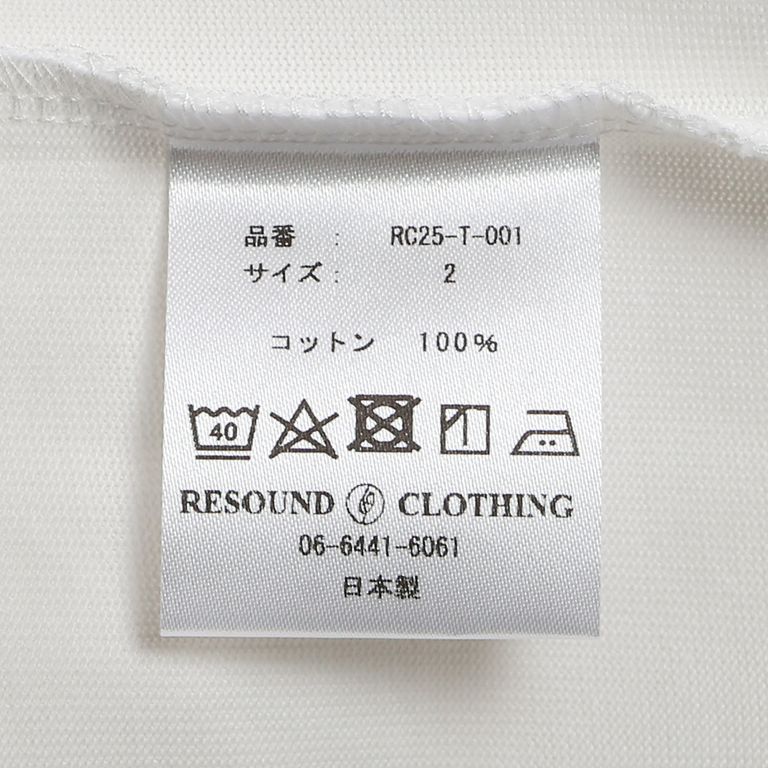 品番 : RC25-T-001
サイズ : 2
コットン 100%
40
RESOUND CLOTHING
06-6441-6061
日本製